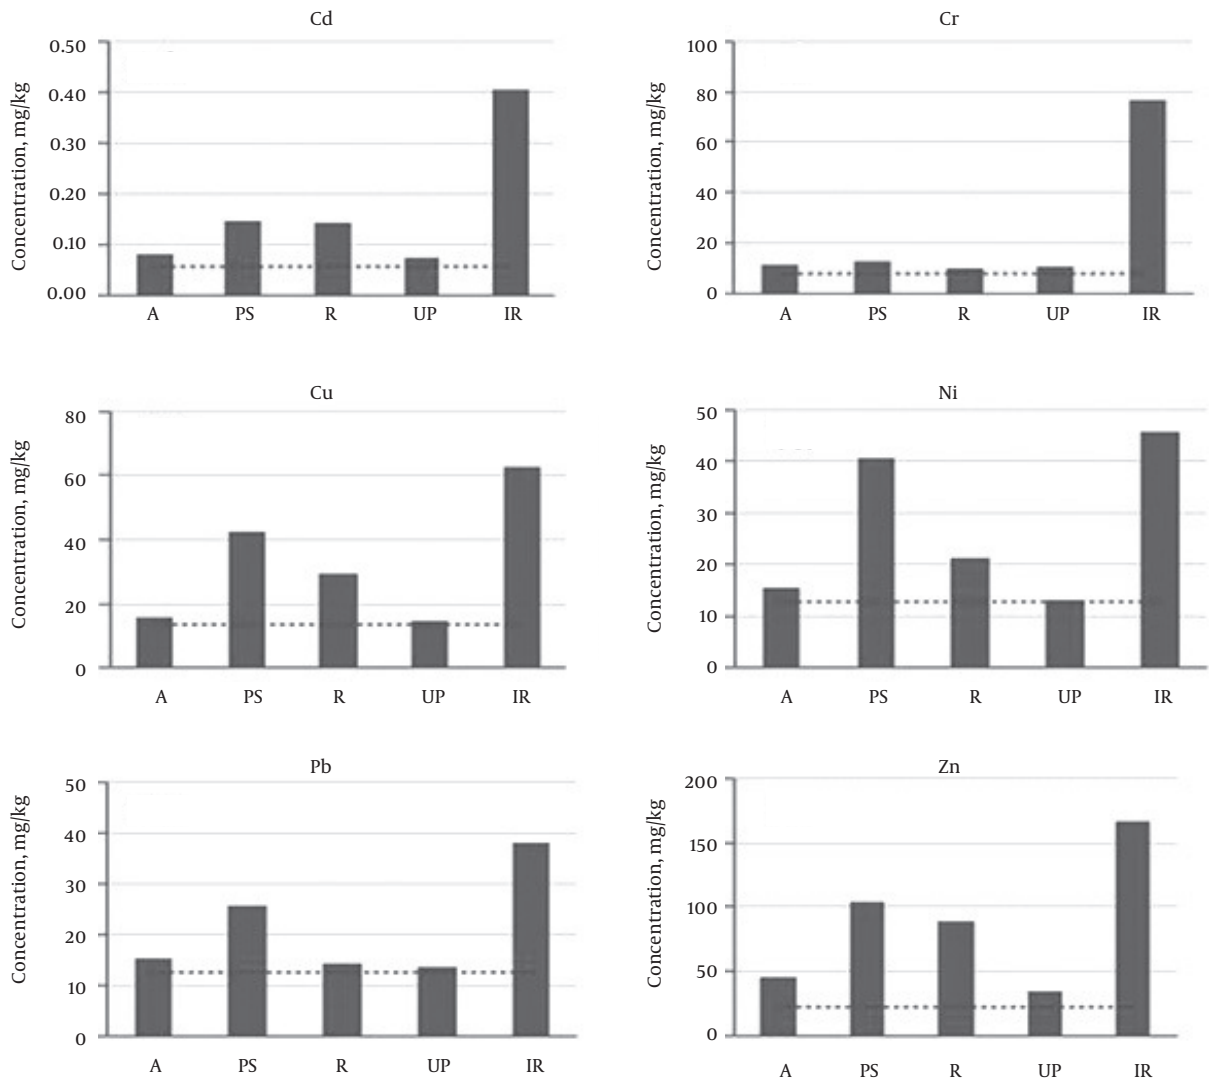 Cd
Concentration, mg/kg
0.50
0.40
0.30
0.20
0.10
0.00
A PS R UP IR
Cr
Concentration, mg/kg
100
80
60
40
20
0
A PS R UP IR
Cu
Concentration, mg/kg
80
60
40
20
0
A PS R UP IR
Ni
Concentration, mg/kg
50
40
30
20
10
0
A PS R UP IR
Pb
Concentration, mg/kg
50
40
30
20
10
0
A PS R UP IR
Zn
Concentration, mg/kg
200
150
100
50
0
A PS R UP IR